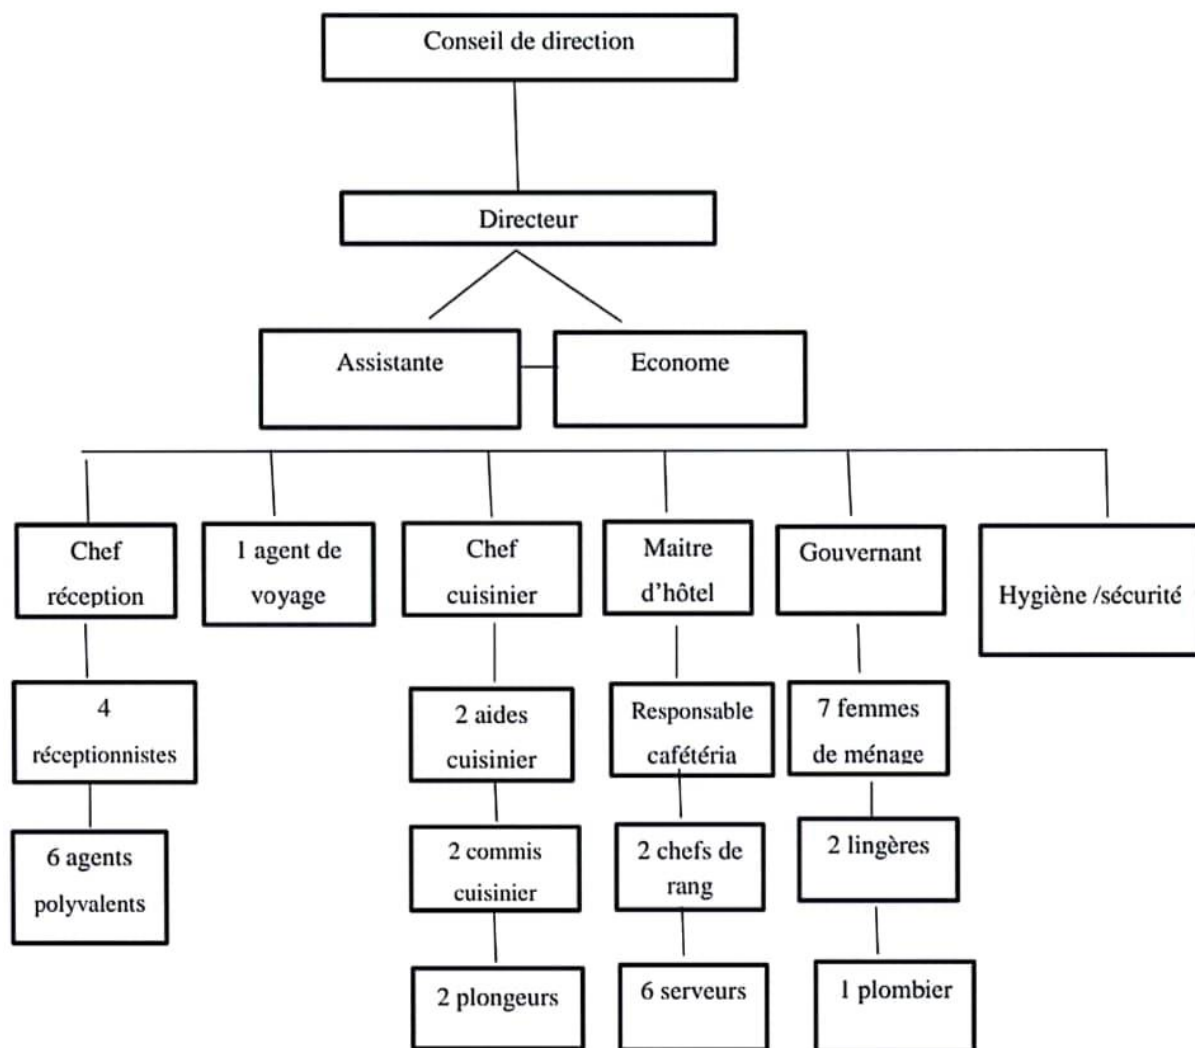 Conseil de direction
Directeur
Assistante
Econome
Chef
réception
1 agent de
voyage
Chef
cuisinier
Maitre
d'hôtel
Gouvernant
Hygiène /sécurité
4
réceptionnistes
2 aides
cuisinier
Responsable
cafétéria
7 femmes
de ménage
6 agents
polyvalents
2 commis
cuisinier
2 chefs de
rang
2 lingères
2 plongeurs
6 serveurs
1 plombier